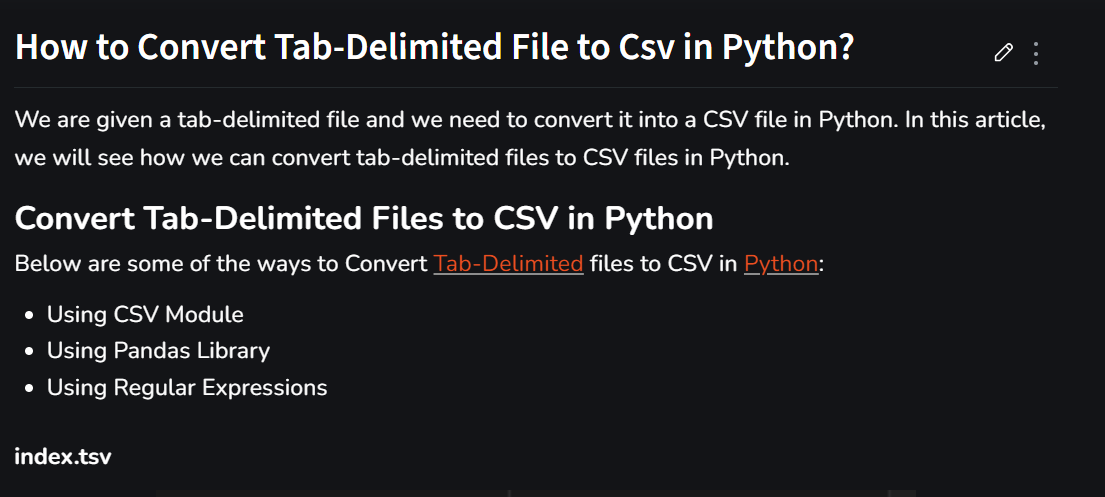 How to Convert Tab-Delimited File to Csv in Python?
We are given a tab-delimited file and we need to convert it into a CSV file in Python. In this article,
we will see how we can convert tab-delimited files to CSV files in Python.
Convert Tab-Delimited Files to CSV in Python
Below are some of the ways to Convert Tab-Delimited files to CSV in Python:
• Using CSV Module
• Using Pandas Library
• Using Regular Expressions
index.tsv